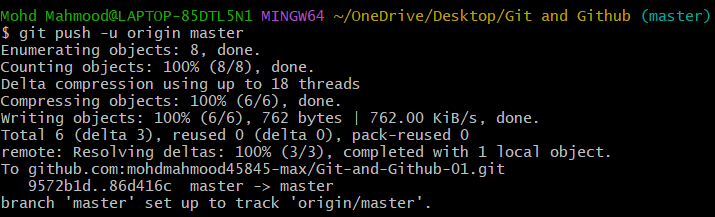 Mohd Mahmood@LAPTOP-85DTL5N1 MINGW64 ~/OneDrive/Desktop/Git and Github (master)
$ git push -u origin master
Enumerating objects: 8, done.
Counting objects: 100% (8/8), done.
Delta compression using up to 18 threads
Compressing objects: 100% (6/6), done.
Writing objects: 100% (6/6), 762 bytes | 762.00 KiB/s, done.
Total 6 (delta 3), reused 0 (delta 0), pack-reused 0
remote: Resolving deltas: 100% (3/3), completed with 1 local object.
To github.com:mohdmahmood45845-max/Git-and-Github-01.git
   9572b1d..86d416c  master -> master
branch 'master' set up to track 'origin/master'.